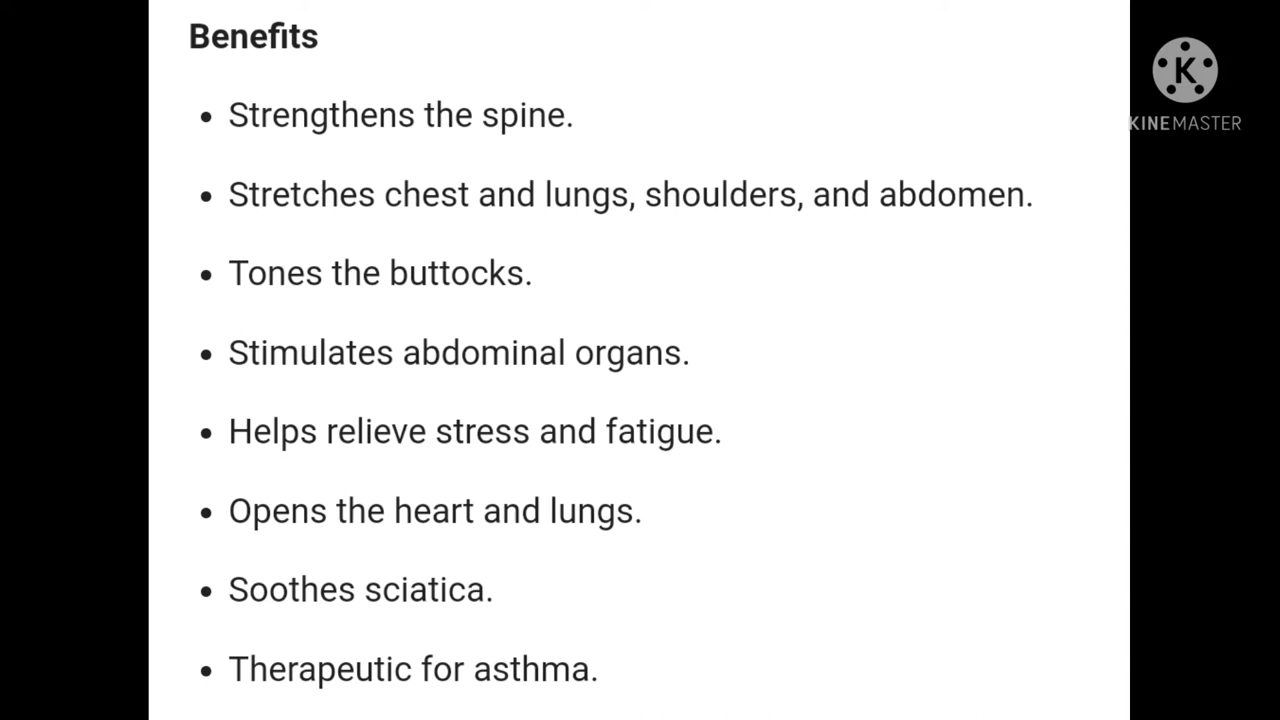 Benefits
K
KINEMASTER
• Strengthens the spine.
• Stretches chest and lungs, shoulders, and abdomen.
• Tones the buttocks.
• Stimulates abdominal organs.
• Helps relieve stress and fatigue.
• Opens the heart and lungs.
• Soothes sciatica.
• Therapeutic for asthma.